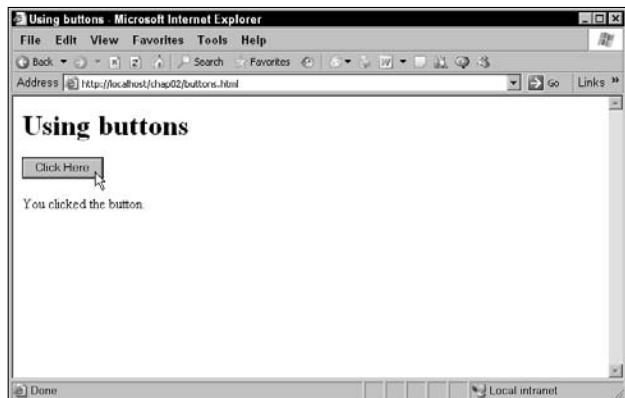 Using buttons - Microsoft Internet Explorer
File Edit View Favorites Tools Help
Back Search Favorites
Address http://localhost/chap02/buttons.html Go Links »
Using buttons
Click Here
You clicked the button.
Done Local intranet